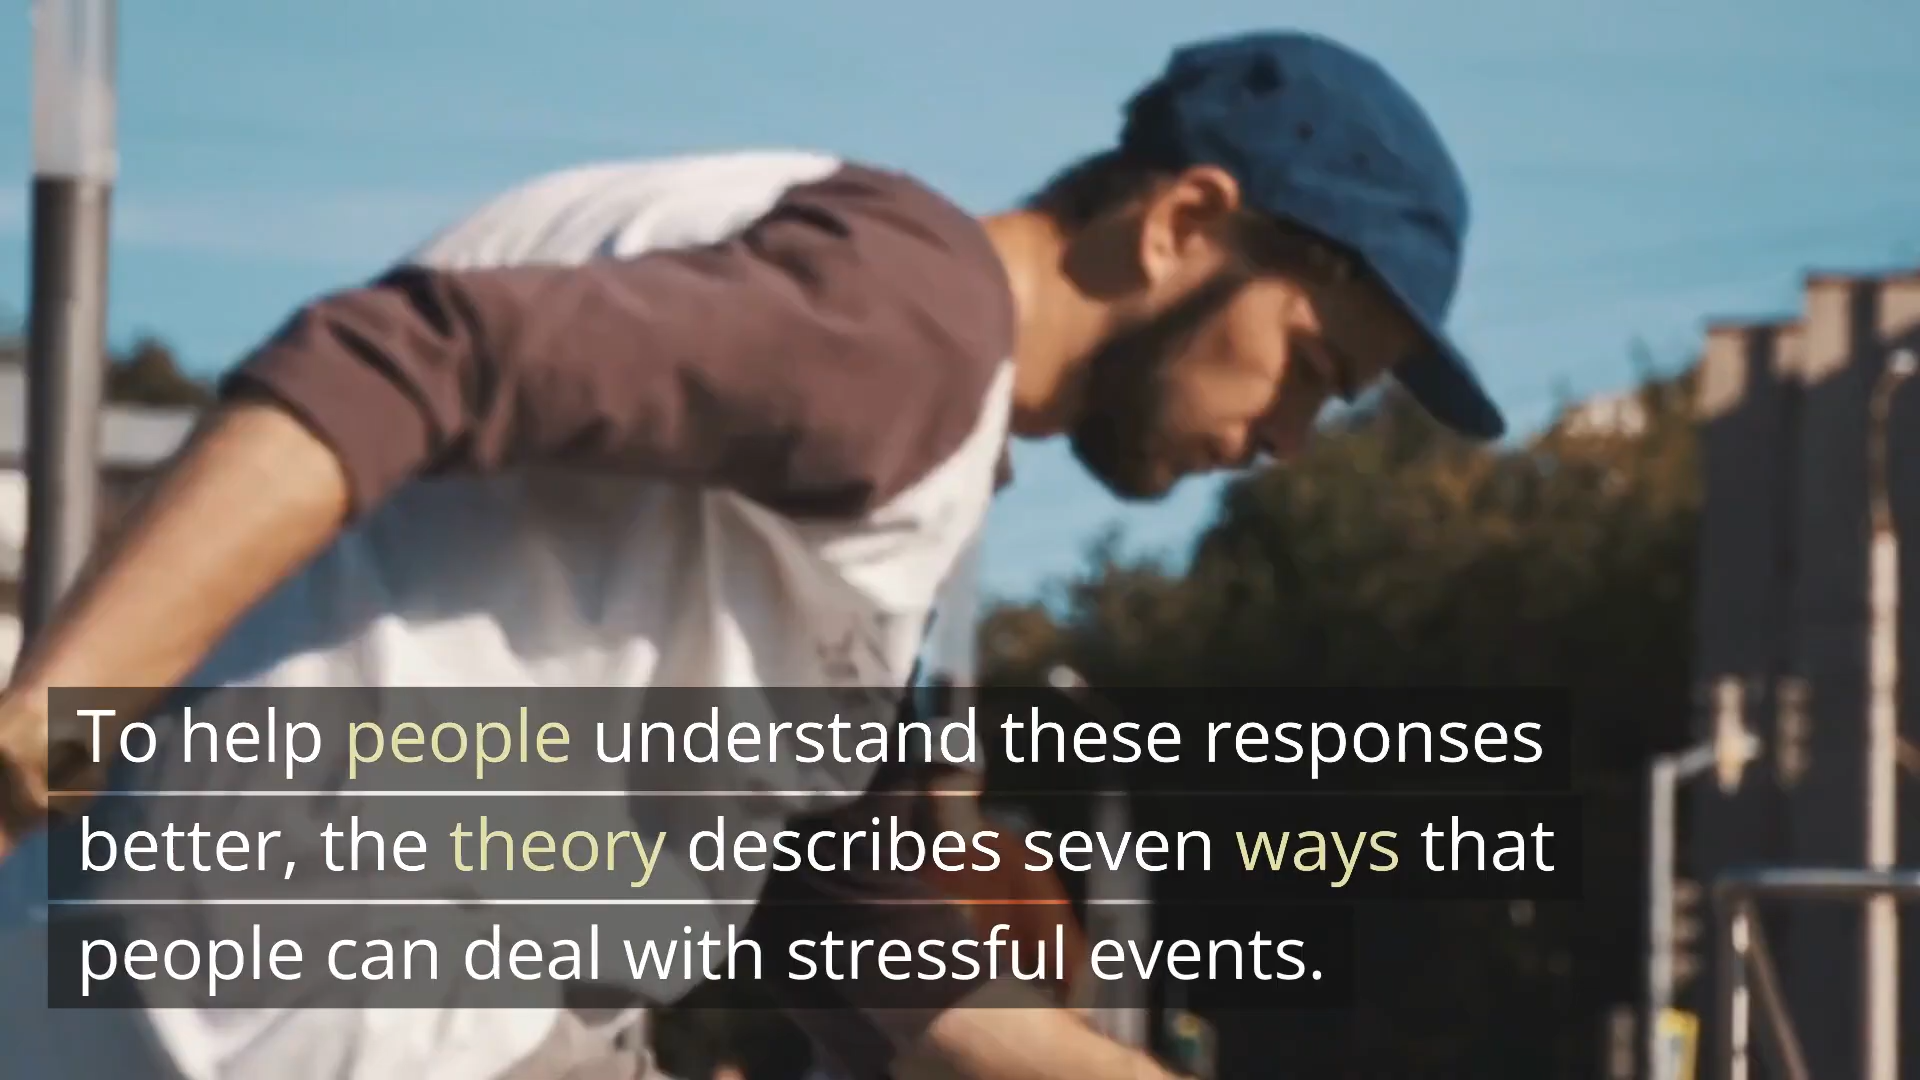 To help people understand these responses
better, the theory describes seven ways that
people can deal with stressful events.